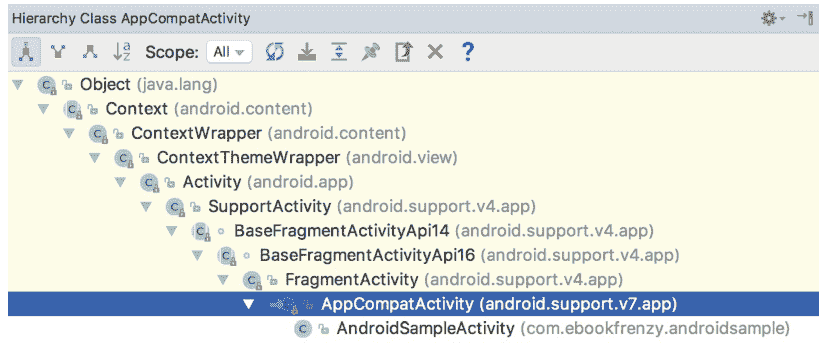 Hierarchy Class AppCompatActivity
Scope: All ?
Object (java.lang)
Context (android.content)
ContextWrapper (android.content)
ContextThemeWrapper (android.view)
Activity (android.app)
SupportActivity (android.support.v4.app)
BaseFragmentActivityApi14 (android.support.v4.app)
BaseFragmentActivityApi16 (android.support.v4.app)
FragmentActivity (android.support.v4.app)
AppCompatActivity (android.support.v7.app)
AndroidSampleActivity (com.ebookfrenzy.androidsample)